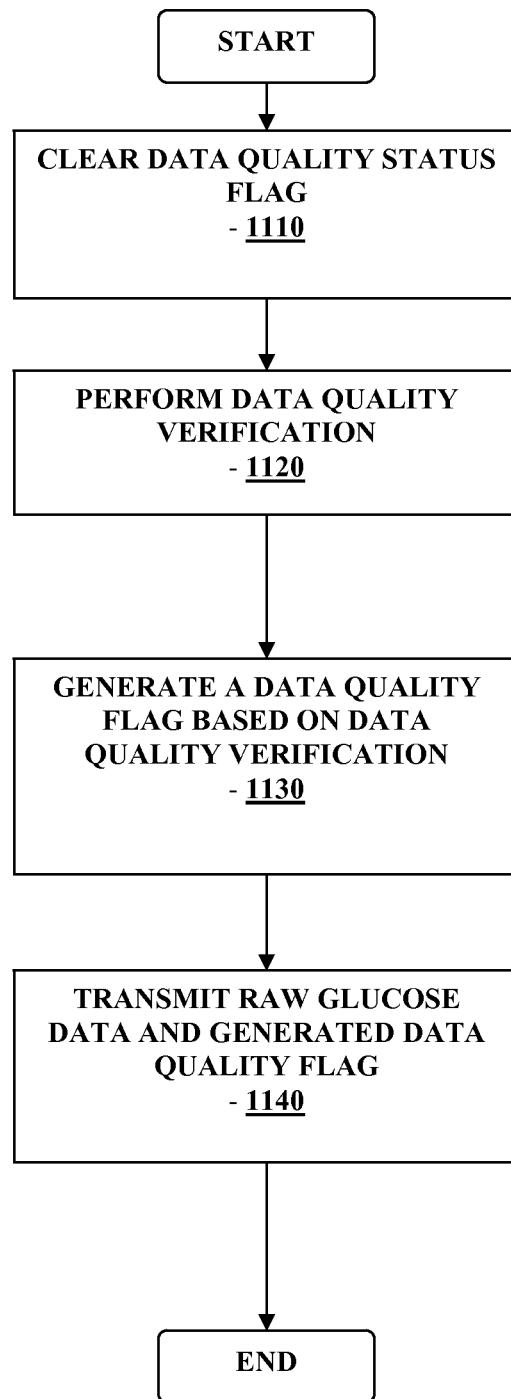 START
CLEAR DATA QUALITY STATUS
FLAG
- 1110
PERFORM DATA QUALITY
VERIFICATION
- 1120
GENERATE A DATA QUALITY
FLAG BASED ON DATA
QUALITY VERIFICATION
- 1130
TRANSMIT RAW GLUCOSE
DATA AND GENERATED DATA
QUALITY FLAG
- 1140
END